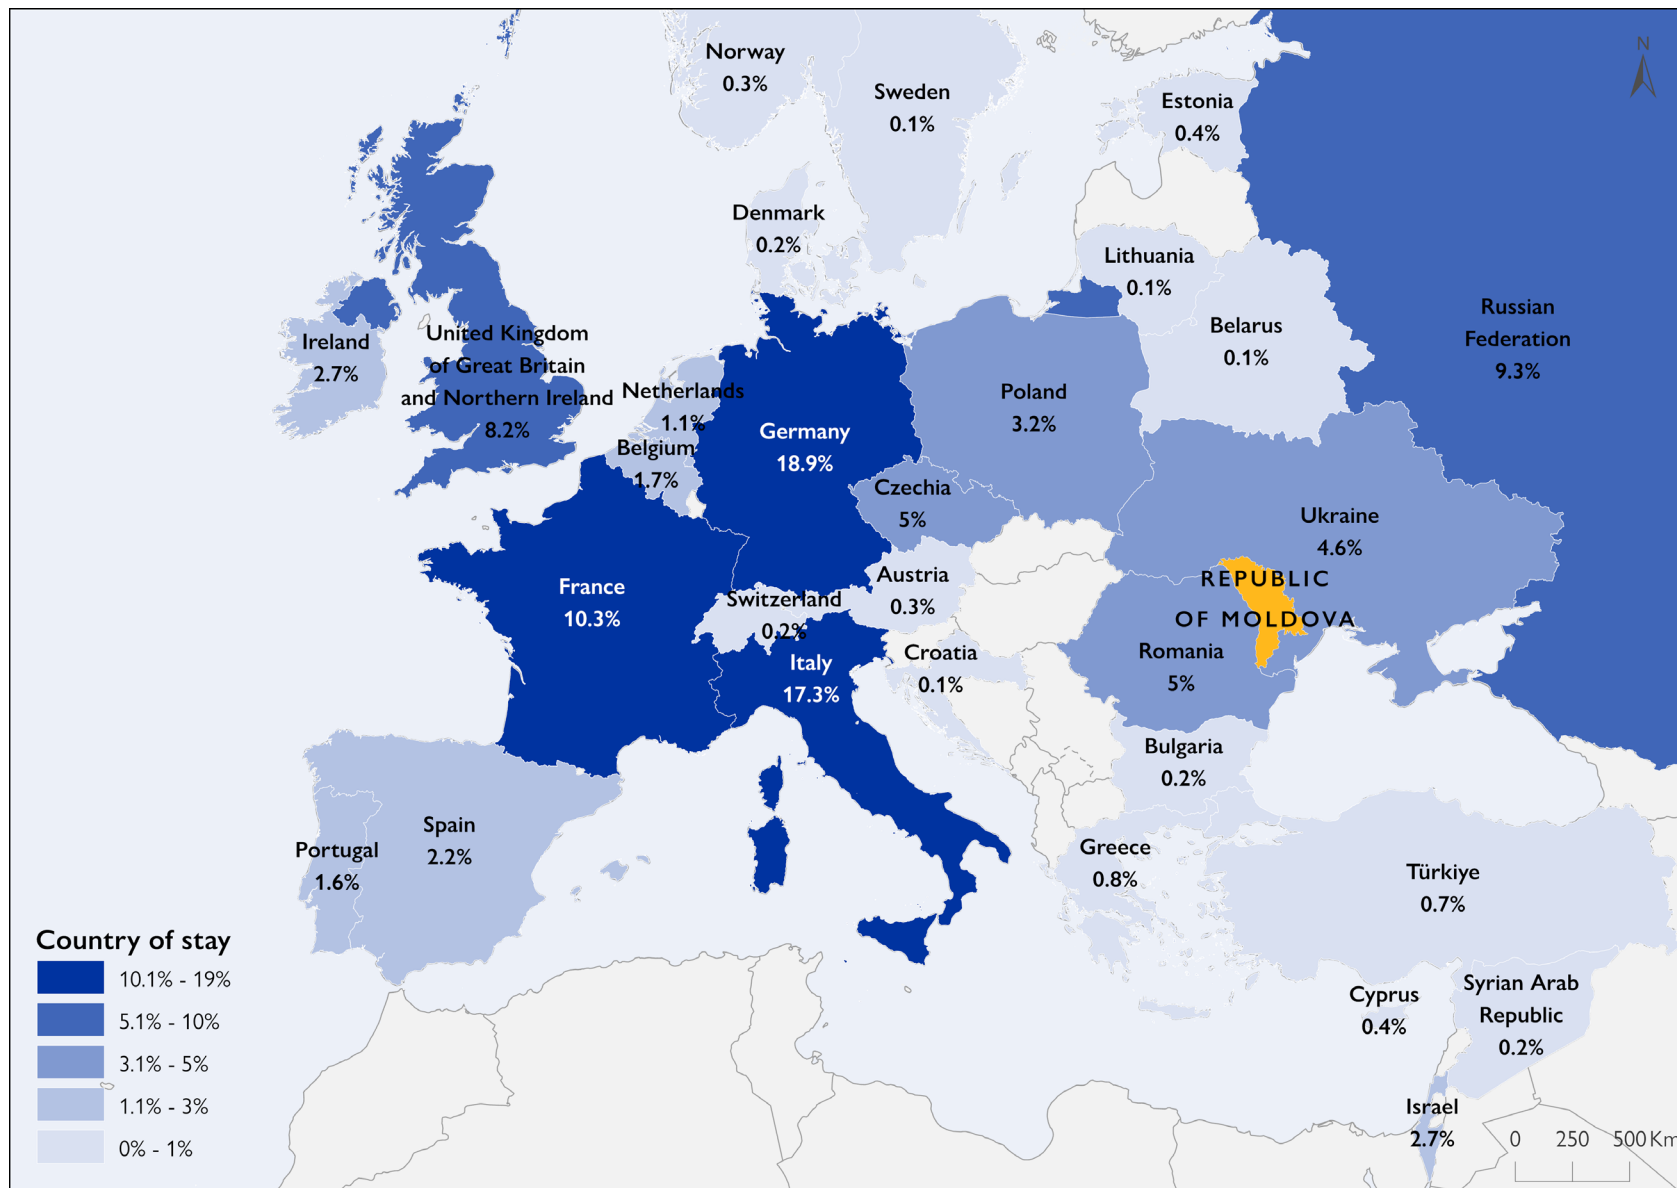 N
Norway
0.3%
Sweden
0.1%
Estonia
0.4%
Denmark
0.2%
Lithuania
0.1%
Belarus
0.1%
Russian
Federation
9.3%
Ireland
2.7%
United Kingdom
of Great Britain
and Northern Ireland
8.2%
Netherlands
1.1%
Belgium
1.7%
Germany
18.9%
Poland
3.2%
Czechia
5%
Ukraine
4.6%
France
10.3%
Switzerland
0.2%
Austria
0.3%
REPUBLIC
OF MOLDOVA
Italy
17.3%
Croatia
0.1%
Romania
5%
Bulgaria
0.2%
Portugal
1.6%
Spain
2.2%
Greece
0.8%
Türkiye
0.7%
Cyprus
0.4%
Syrian Arab
Republic
0.2%
Israel
2.7%
Country of stay
10.1% - 19%
5.1% - 10%
3.1% - 5%
1.1% - 3%
0% - 1%
0 250 500 Km